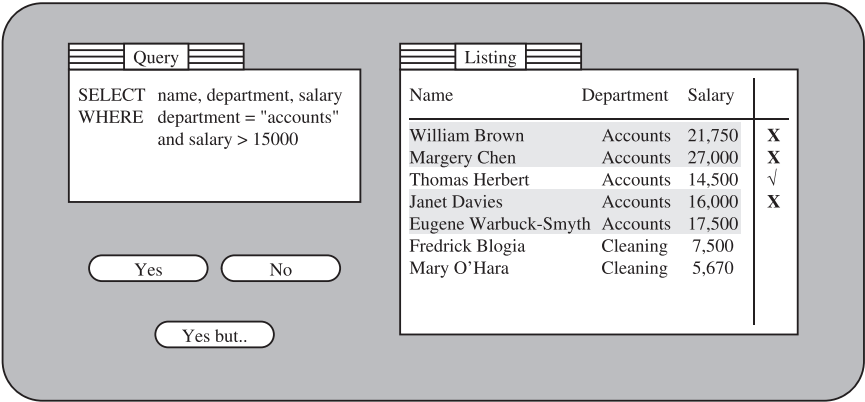 Query
SELECT name, department, salary
WHERE department = "accounts"
and salary > 15000
Yes
No
Yes but..
Listing
Name Department Salary
William Brown Accounts 21,750 X
Margery Chen Accounts 27,000 X
Thomas Herbert Accounts 14,500 √
Janet Davies Accounts 16,000 X
Eugene Warbuck-Smyth Accounts 17,500
Fredrick Blogia Cleaning 7,500
Mary O’Hara Cleaning 5,670